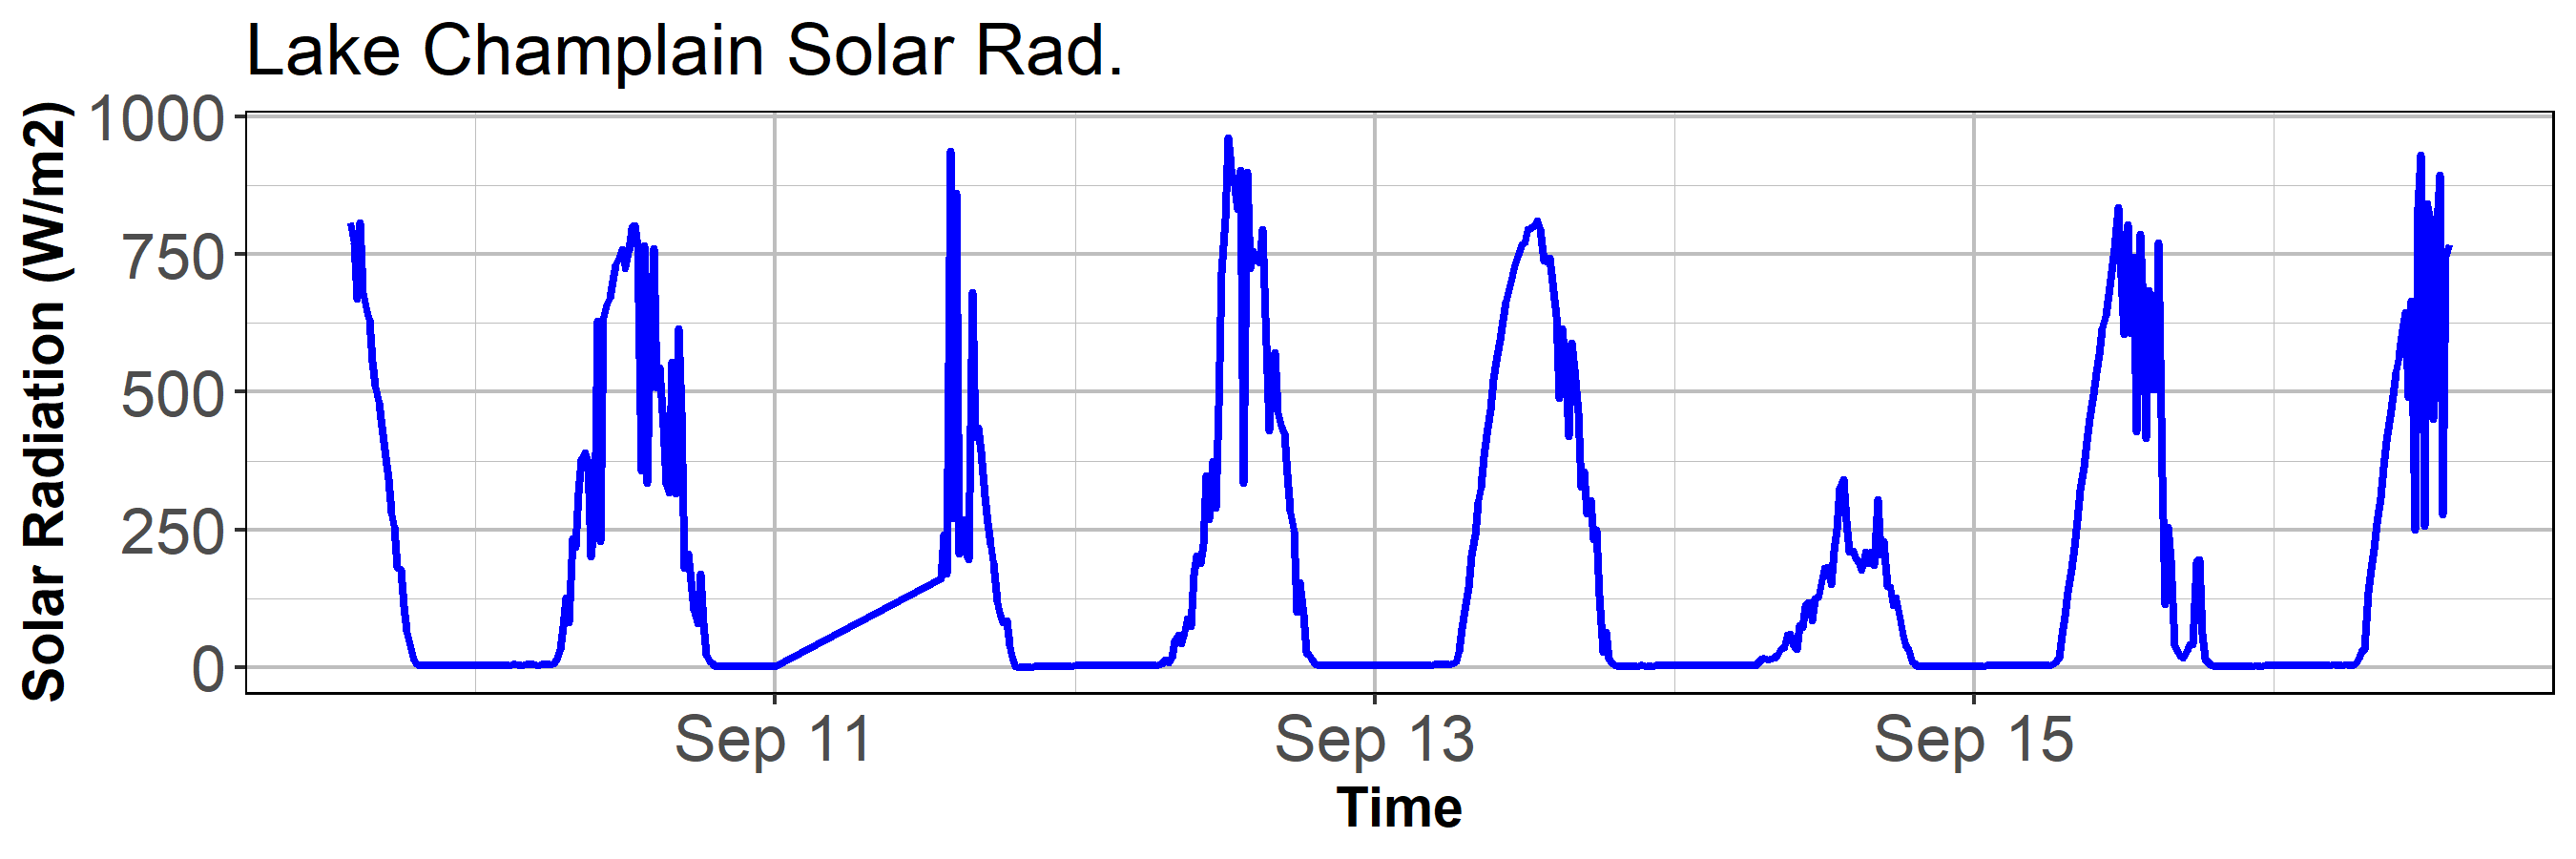 Lake Champlain Solar Rad.
Solar Radiation (W/m2)
1000
750
500
250
0
Sep 11
Sep 13
Sep 15
Time